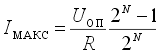 I_МАКС = U_ОП / R · (2^N − 1) / 2^N